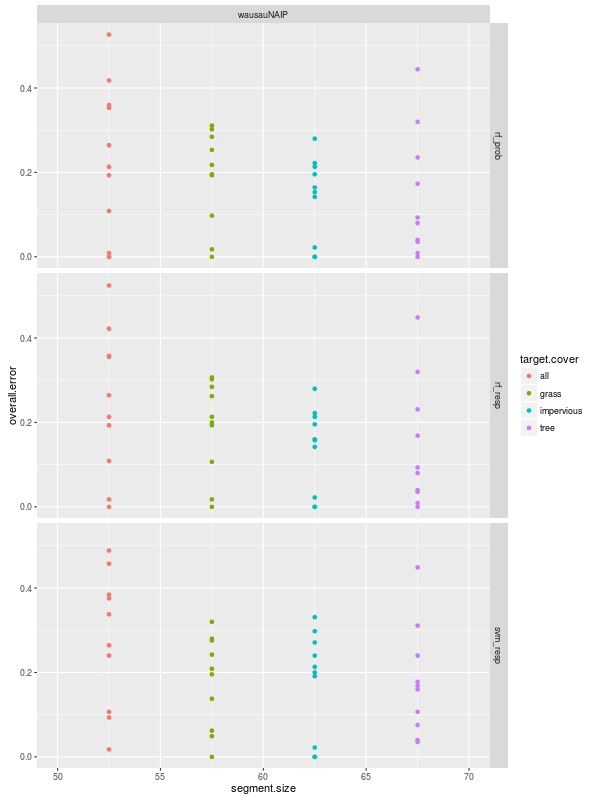 wausauNAIP
0.4
0.2
0.0
rf_prob
0.4
0.2
0.0
rf_resp
0.4
0.2
0.0
svm_resp
overall.error
50
55
60
65
70
segment.size
target.cover
all
grass
impervious
tree